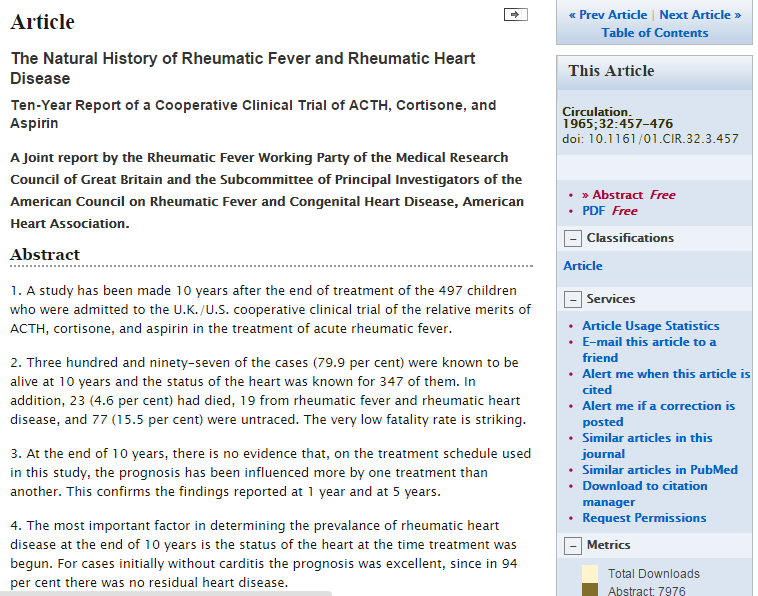 Article
The Natural History of Rheumatic Fever and Rheumatic Heart
Disease
Ten-Year Report of a Cooperative Clinical Trial of ACTH, Cortisone, and
Aspirin
A Joint report by the Rheumatic Fever Working Party of the Medical Research
Council of Great Britain and the Subcommittee of Principal Investigators of the
American Council on Rheumatic Fever and Congenital Heart Disease, American
Heart Association.
Abstract
1. A study has been made 10 years after the end of treatment of the 497 children
who were admitted to the U.K./U.S. cooperative clinical trial of the relative merits of
ACTH, cortisone, and aspirin in the treatment of acute rheumatic fever.
2. Three hundred and ninety-seven of the cases (79.9 per cent) were known to be
alive at 10 years and the status of the heart was known for 347 of them. In
addition, 23 (4.6 per cent) had died, 19 from rheumatic fever and rheumatic heart
disease, and 77 (15.5 per cent) were untraced. The very low fatality rate is striking.
3. At the end of 10 years, there is no evidence that, on the treatment schedule used
in this study, the prognosis has been influenced more by one treatment than
another. This confirms the findings reported at 1 year and at 5 years.
4. The most important factor in determining the prevalance of rheumatic heart
disease at the end of 10 years is the status of the heart at the time treatment was
begun. For cases initially without carditis the prognosis was excellent, since in 94
per cent there was no residual heart disease.
« Prev Article | Next Article »
Table of Contents
This Article
Circulation.
1965;32:457-476
doi: 10.1161/01.CIR.32.3.457
• » Abstract Free
• PDF Free
Classifications
Article
Services
• Article Usage Statistics
• E-mail this article to a
friend
• Alert me when this article is
cited
• Alert me if a correction is
posted
• Similar articles in this
journal
• Similar articles in PubMed
• Download to citation
manager
• Request Permissions
Metrics
Total Downloads
Abstract: 7976